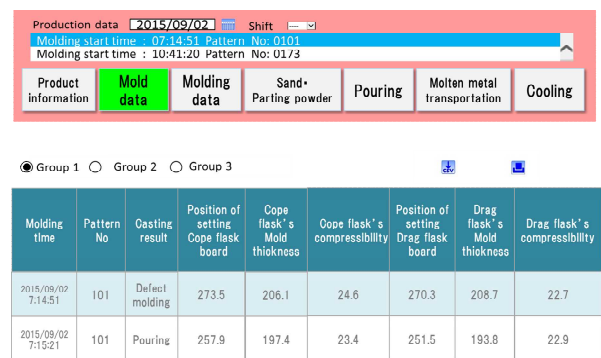 Production data 2015/09/02 Shift ---
Molding start time : 07:14:51 Pattern No: 0101
Molding start time : 10:41:20 Pattern No: 0173
Product information
Mold data
Molding data
Sand・ Parting powder
Pouring
Molten metal transportation
Cooling
Group 1 Group 2 Group 3
CSV
Molding time
Pattern No
Casting result
Position of setting Cope flask board
Cope flask's Mold thickness
Cope flask's compressibility
Position of setting Drag flask board
Drag flask's Mold thickness
Drag flask's compressibility
2015/09/02 7:14:51 101 Defect molding 273.5 206.1 24.6 270.3 208.7 22.7
2015/09/02 7:15:21 101 Pouring 257.9 197.4 23.4 251.5 193.8 22.9